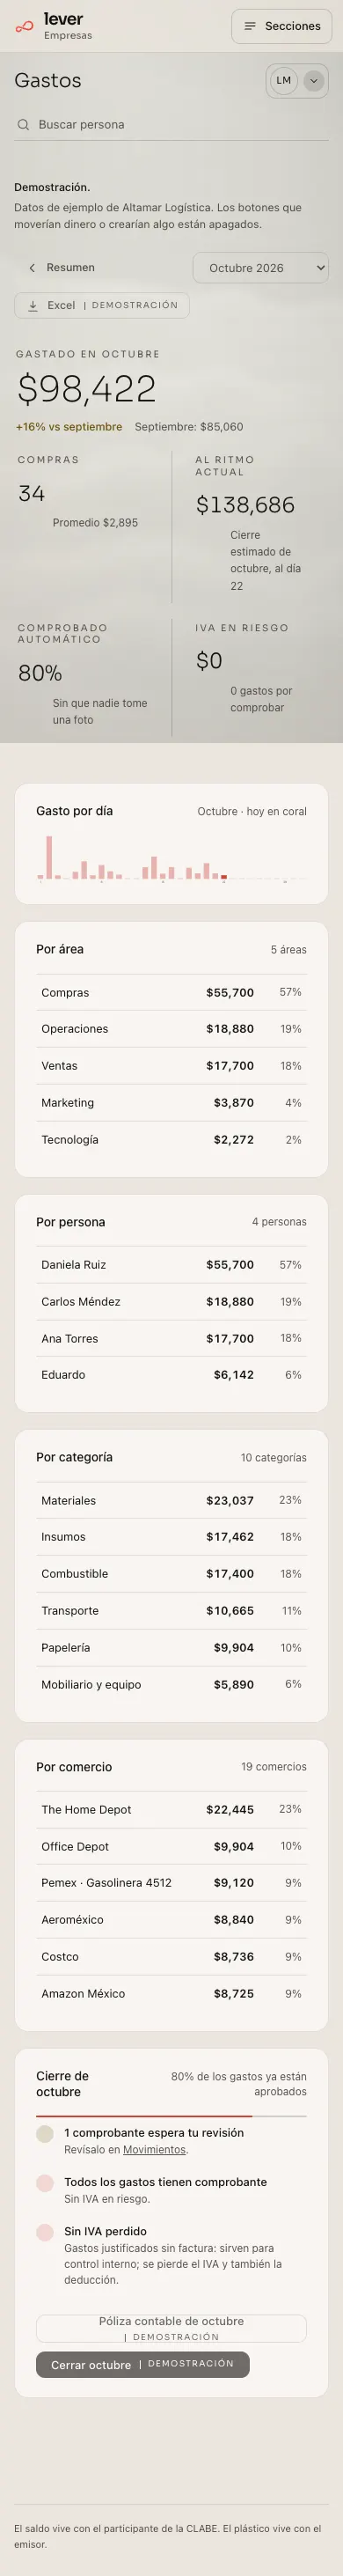 lever
Empresas
Secciones
Gastos
LM
Buscar persona
Demostración.
Datos de ejemplo de Altamar Logística. Los botones que
moverían dinero o crearían algo están apagados.
Resumen
Octubre 2026
Excel | DEMOSTRACIÓN
GASTADO EN OCTUBRE
$98,422
+16% vs septiembre Septiembre: $85,060
COMPRAS
34
Promedio $2,895
AL RITMO
ACTUAL
$138,686
Cierre
estimado de
octubre, al día
22
COMPROBADO
AUTOMÁTICO
80%
Sin que nadie tome
una foto
IVA EN RIESGO
$0
0 gastos por
comprobar
Gasto por día
Octubre · hoy en coral
Por área
5 áreas
Compras $55,700 57%
Operaciones $18,880 19%
Ventas $17,700 18%
Marketing $3,870 4%
Tecnología $2,272 2%
Por persona
4 personas
Daniela Ruiz $55,700 57%
Carlos Méndez $18,880 19%
Ana Torres $17,700 18%
Eduardo $6,142 6%
Por categoría
10 categorías
Materiales $23,037 23%
Insumos $17,462 18%
Combustible $17,400 18%
Transporte $10,665 11%
Papelería $9,904 10%
Mobiliario y equipo $5,890 6%
Por comercio
19 comercios
The Home Depot $22,445 23%
Office Depot $9,904 10%
Pemex · Gasolinera 4512 $9,120 9%
Aeroméxico $8,840 9%
Costco $8,736 9%
Amazon México $8,725 9%
Cierre de
octubre
80% de los gastos ya están
aprobados
1 comprobante espera tu revisión
Revísalo en Movimientos.
Todos los gastos tienen comprobante
Sin IVA en riesgo.
Sin IVA perdido
Gastos justificados sin factura: sirven para
control interno; se pierde el IVA y también la
deducción.
Póliza contable de octubre
| DEMOSTRACIÓN
Cerrar octubre | DEMOSTRACIÓN
El saldo vive con el participante de la CLABE. El plástico vive con el
emisor.